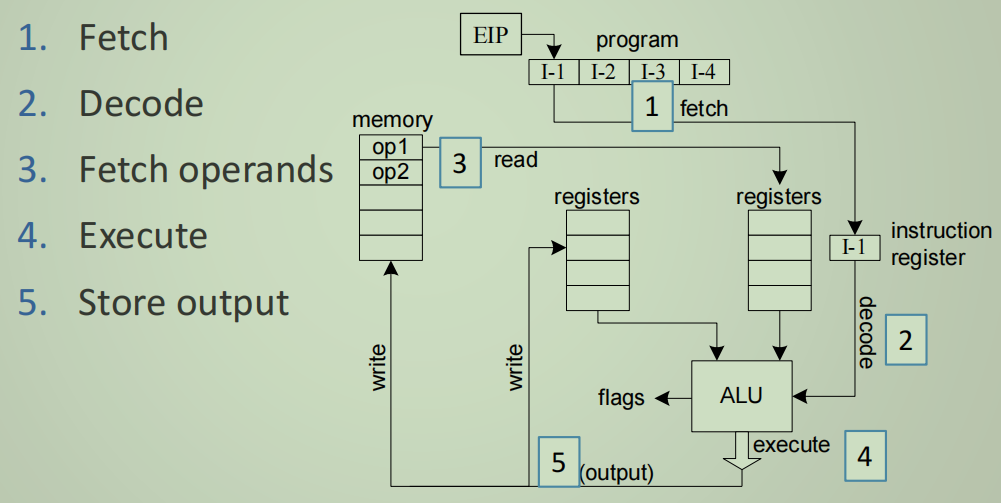 1. Fetch
2. Decode
3. Fetch operands
4. Execute
5. Store output
EIP
program
I-1 I-2 I-3 I-4
1 fetch
memory
op1
op2
3 read
registers
registers
instruction
register
I-1
decode
2
write
write
flags
ALU
execute
4
5 (output)